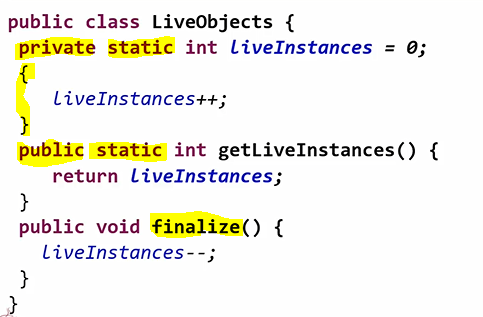 public class LiveObjects {
private static int liveInstances = 0;
{
liveInstances++;
}
public static int getLiveInstances() {
return liveInstances;
}
public void finalize() {
liveInstances--;
}
}